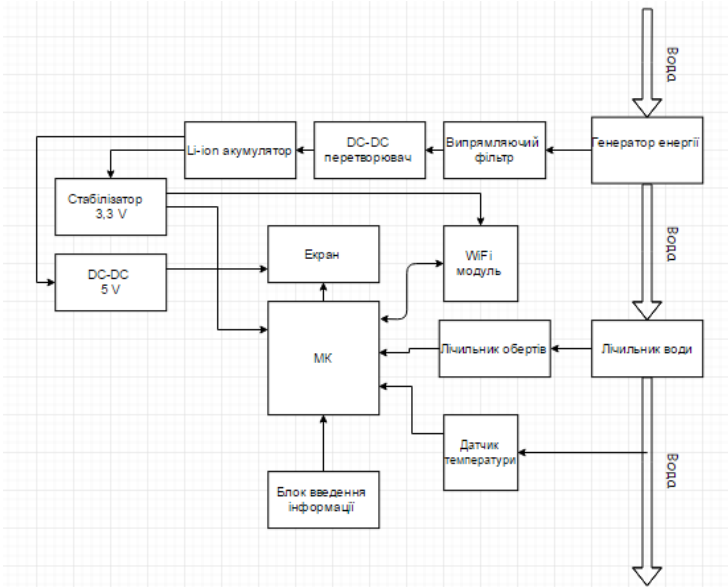 Вода
Генератор енергії
Випрямляючий
фільтр
DC-DC
перетворювач
Li-ion акумулятор
Стабілізатор
3,3 V
DC-DC
5 V
Екран
WiFi
модуль
Вода
МК
Лічильник обертів
Лічильник води
Датчик
температури
Вода
Блок введення
інформації